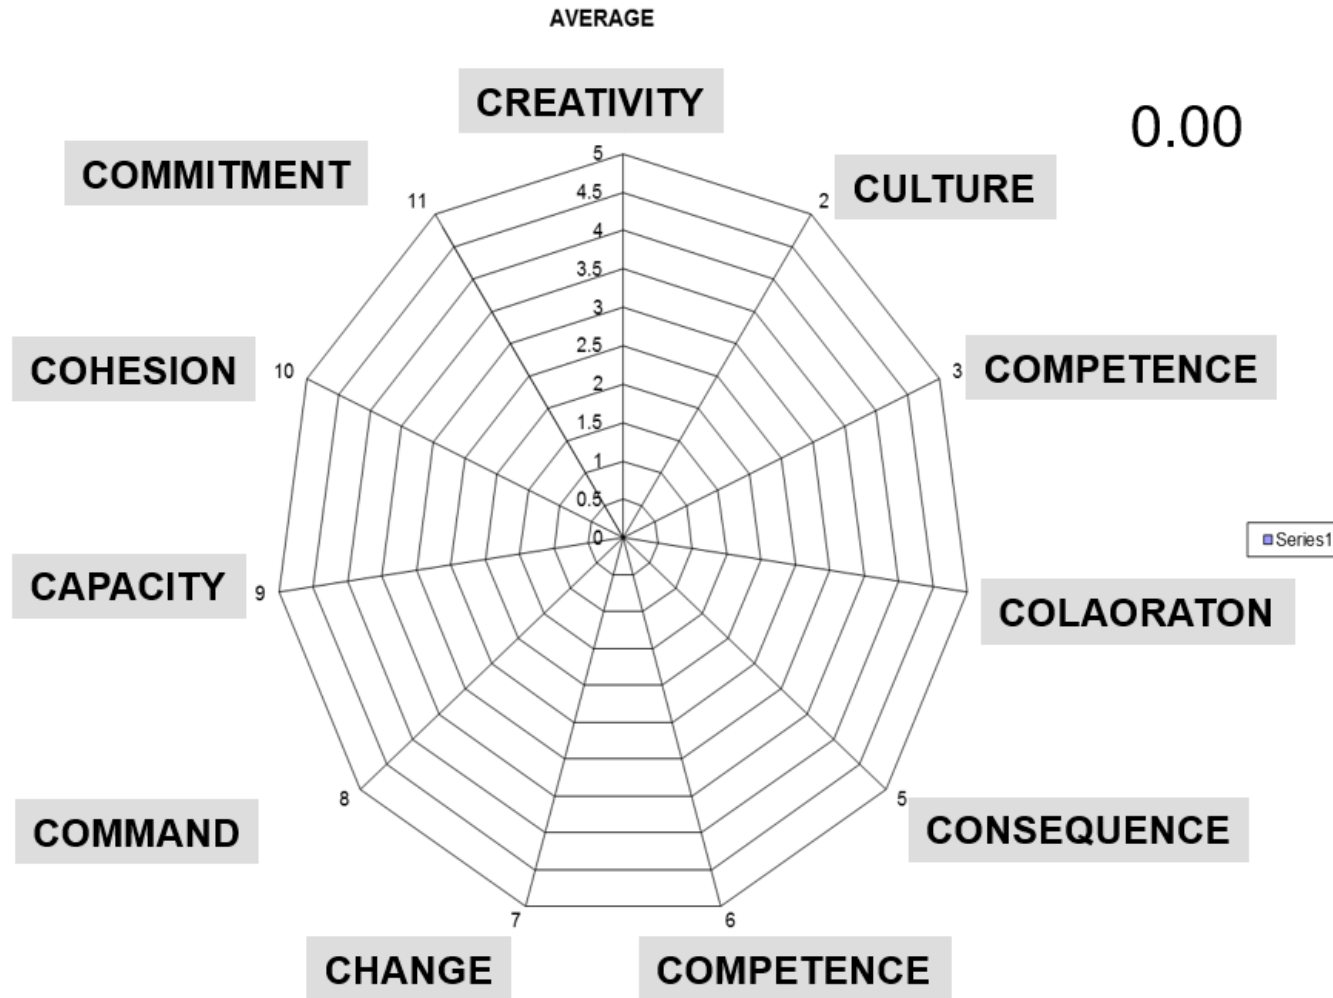 AVERAGE
CREATIVITY
0.00
COMMITMENT
CULTURE
5
11
2
4.5
4
3.5
3
2.5
2
1.5
1
0.5
0
COHESION
10
3
COMPETENCE
Series1
CAPACITY
9
COLAORATON
8
5
COMMAND
CONSEQUENCE
7
6
CHANGE
COMPETENCE